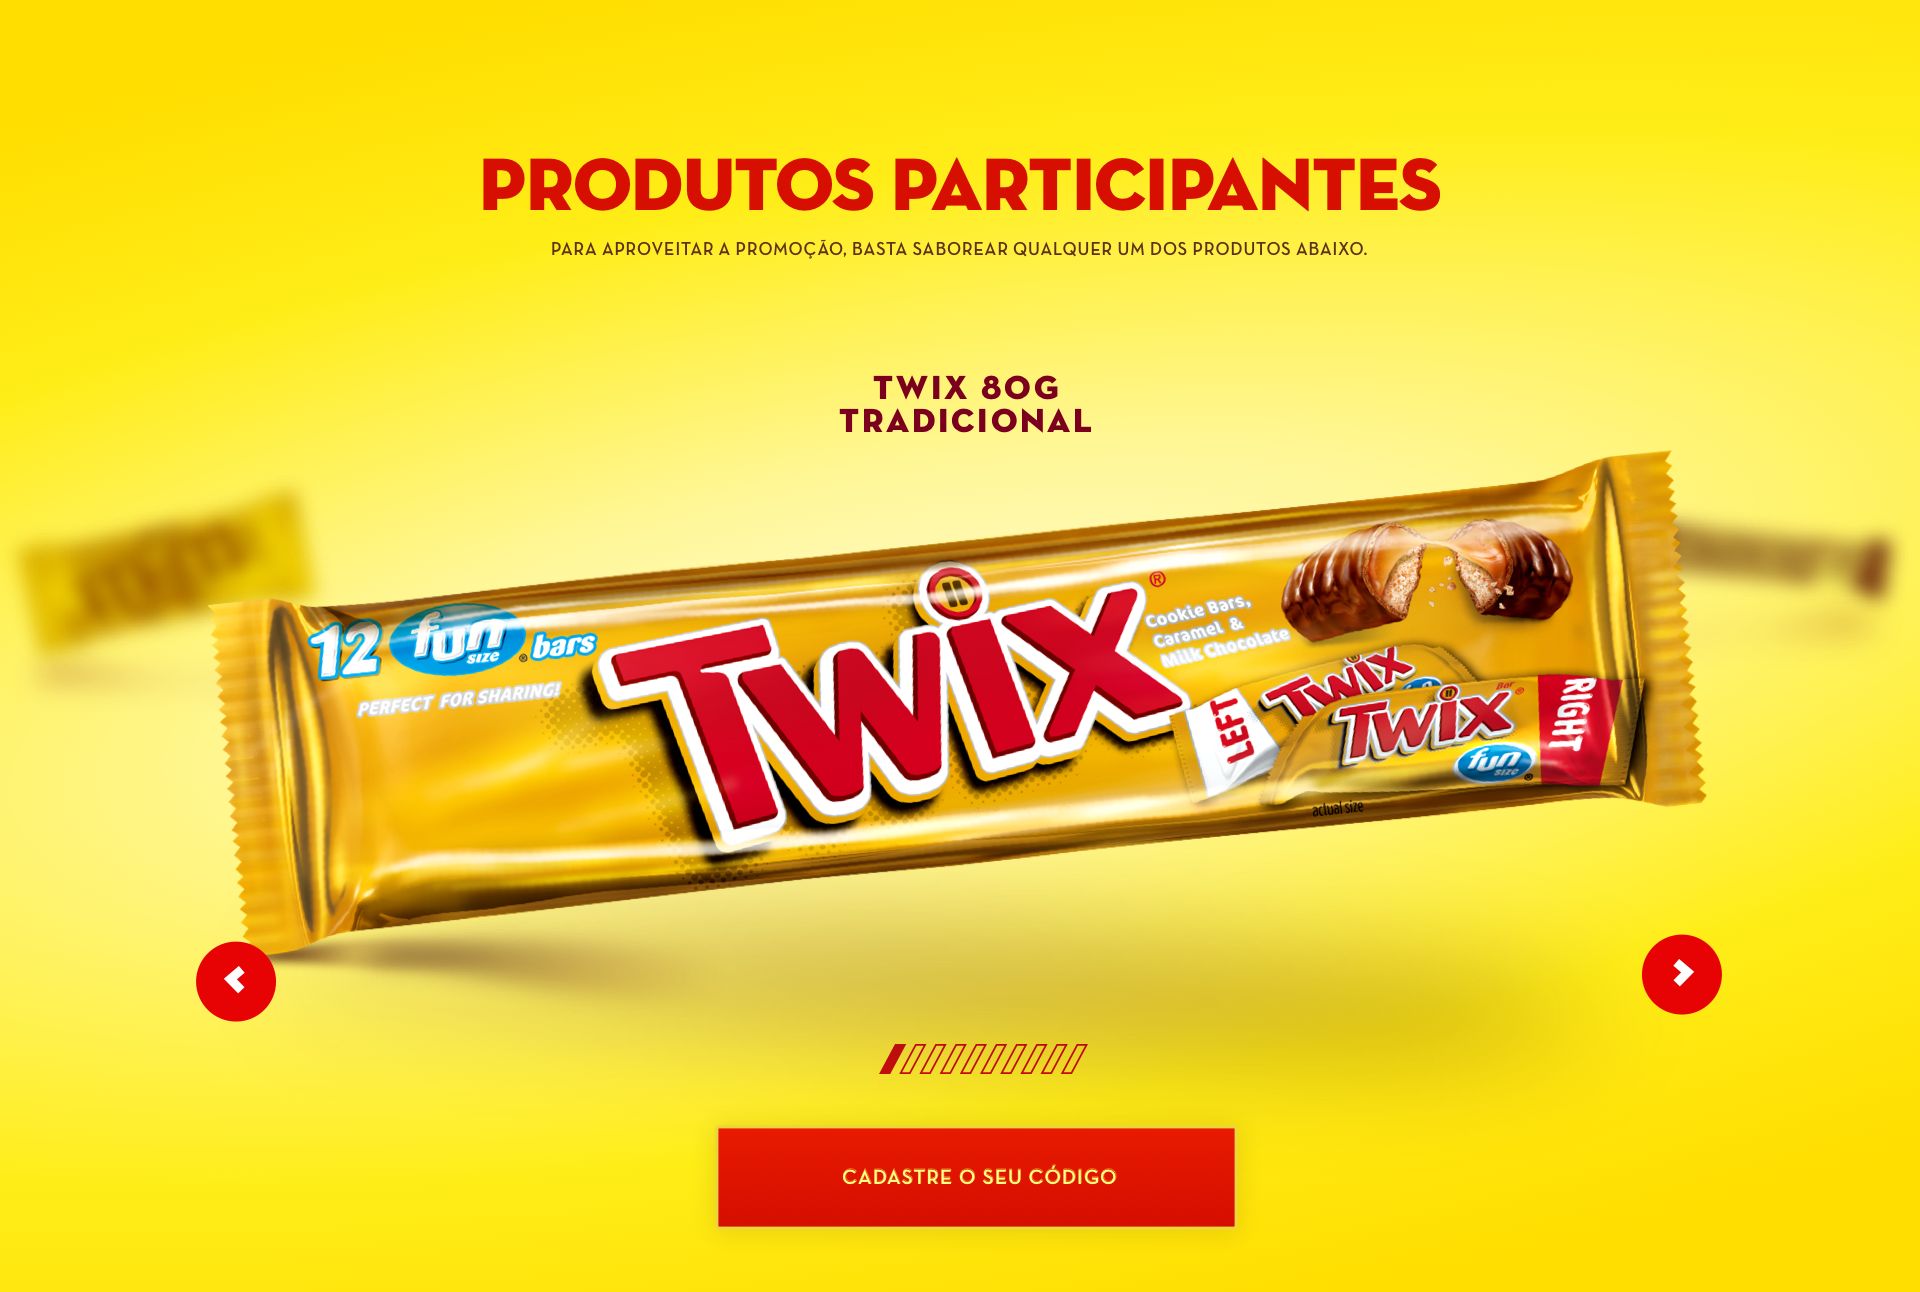 PRODUTOS PARTICIPANTES
PARA APROVEITAR A PROMOÇÃO, BASTA SABOREAR QUALQUER UM DOS PRODUTOS ABAIXO.
TWIX 80G
TRADICIONAL
12 fun size® bars
PERFECT FOR SHARING!
TWix®
Cookie Bars,
Caramel &
Milk Chocolate
LEFT
TWix
TWix®
Bar
fun
size®
RIGHT
actual size
CADASTRE O SEU CÓDIGO